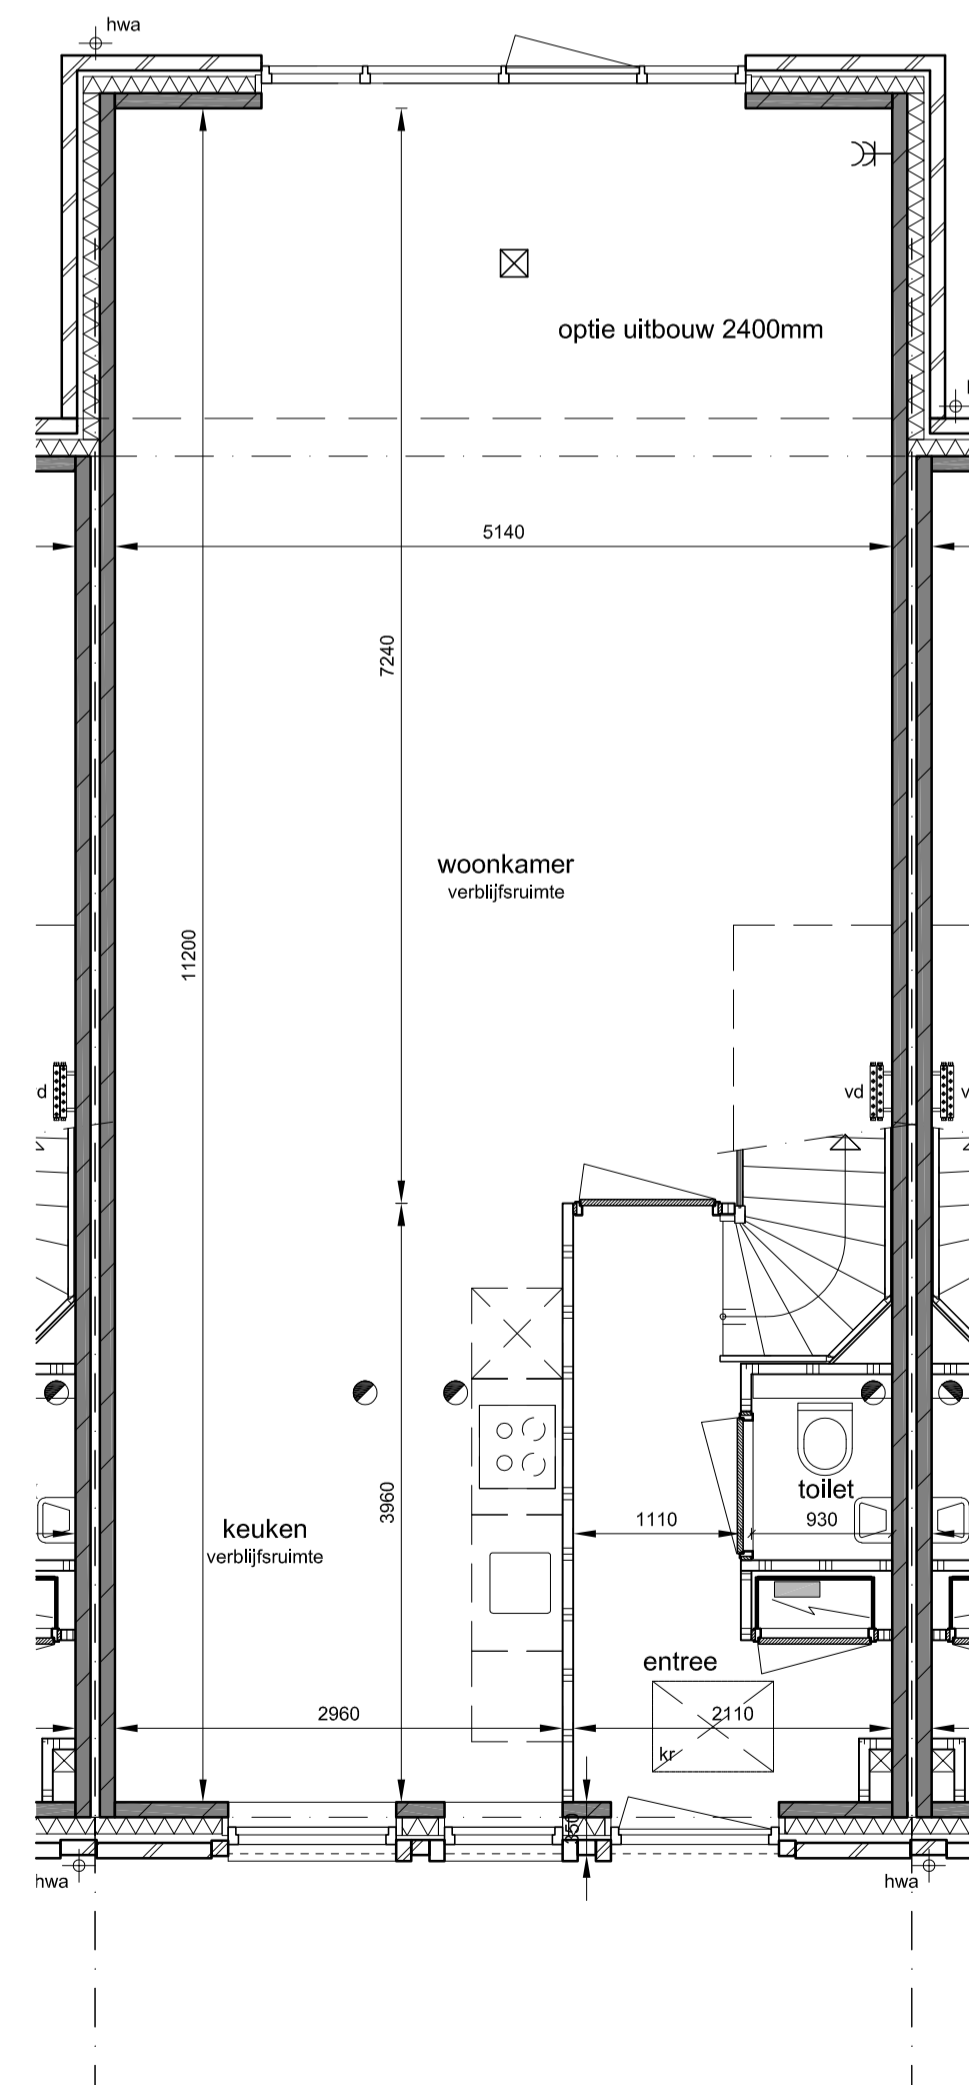 hwa
optie uitbouw 2400mm
5140
7240
woonkamer
verblijfsruimte
11200
d
vd
v
3960
toilet
1110
930
keuken
verblijfsruimte
entree
2960
2110
kr
350
hwa
hwa